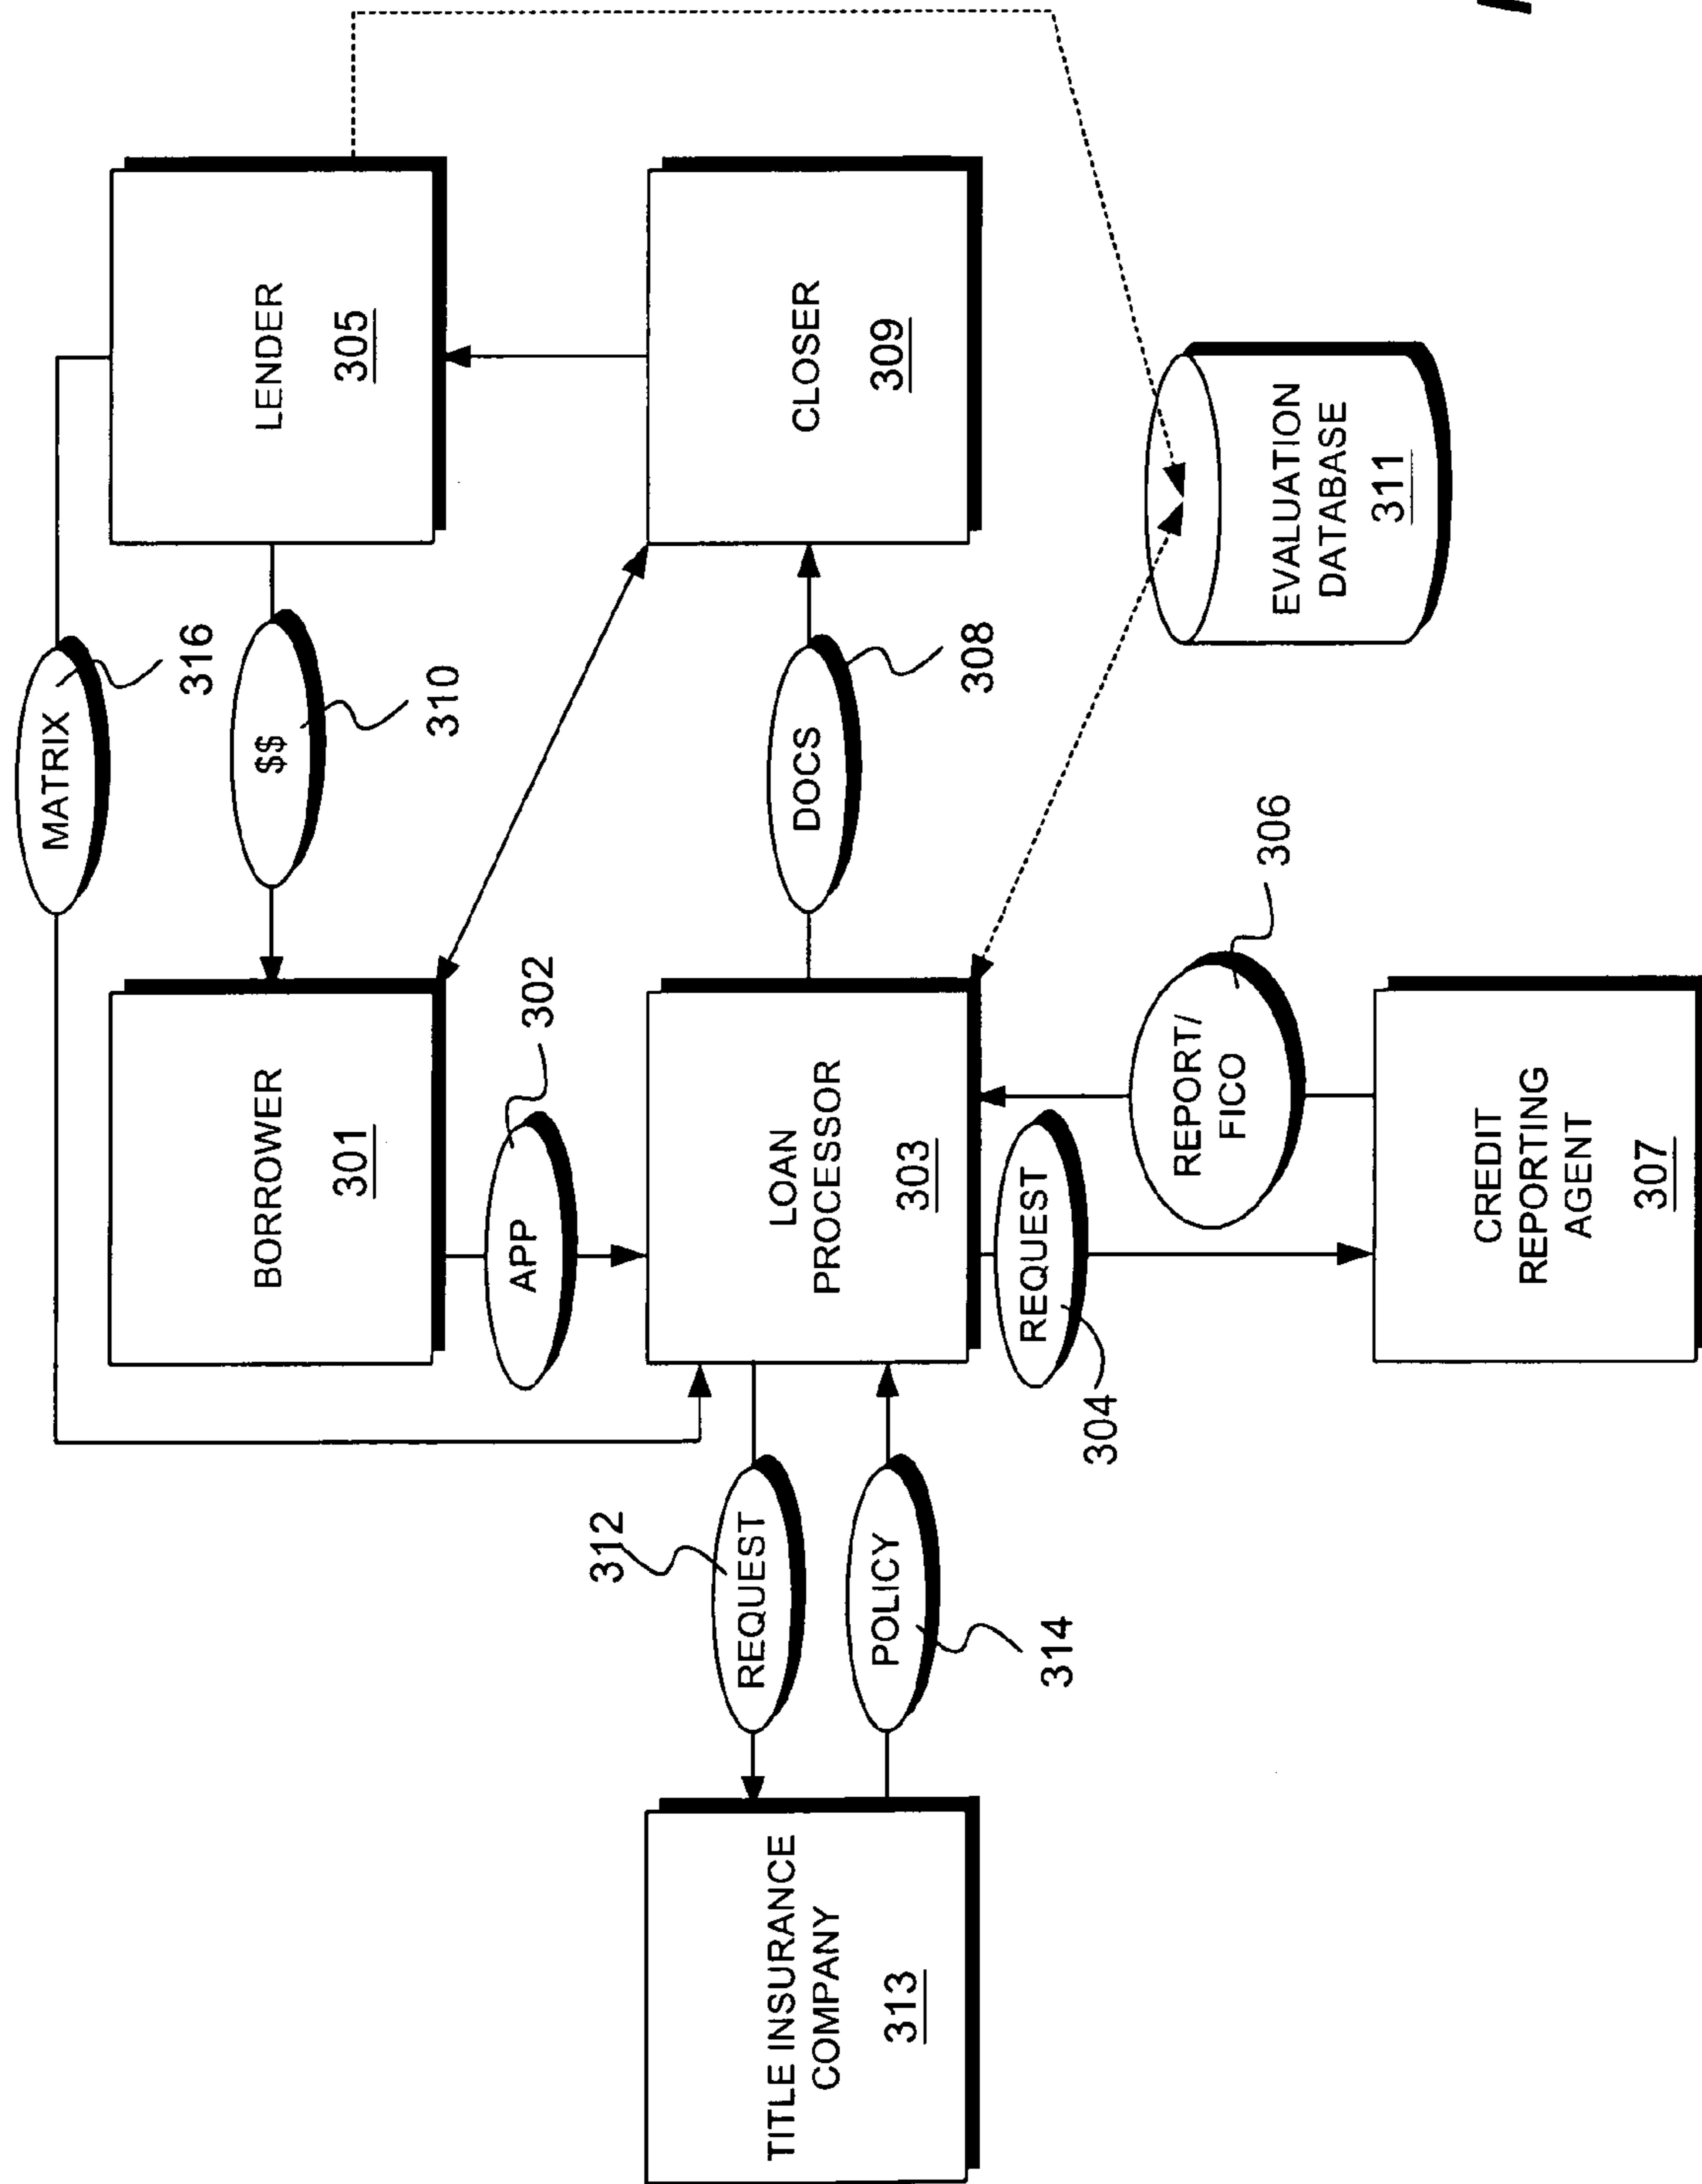 MATRIX
316
BORROWER
301
$$
310
LENDER
305
APP
302
312
REQUEST
POLICY
314
TITLE INSURANCE
COMPANY
313
LOAN
PROCESSOR
303
DOCS
308
CLOSER
309
REQUEST
304
REPORT/
FICO
306
EVALUATION
DATABASE
311
CREDIT
REPORTING
AGENT
307